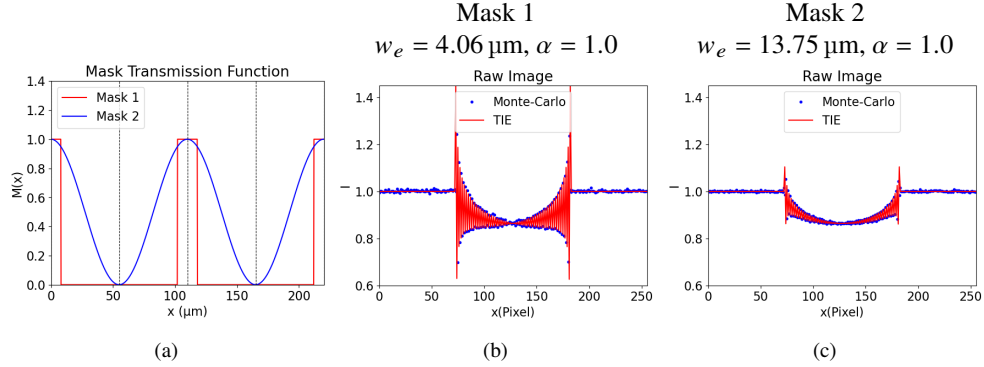 Mask 1
w_e = 4.06 µm, α = 1.0
Mask 2
w_e = 13.75 µm, α = 1.0
Mask Transmission Function
1.4
1.2
1.0
0.8
0.6
0.4
0.2
0.0
M(x)
Mask 1
Mask 2
0
50
100
150
200
x (µm)
(a)
Raw Image
1.4
1.2
1.0
0.8
0.6
I
Monte-Carlo
TIE
0
50
100
150
200
250
x(Pixel)
(b)
Raw Image
1.4
1.2
1.0
0.8
0.6
I
Monte-Carlo
TIE
0
50
100
150
200
250
x(Pixel)
(c)